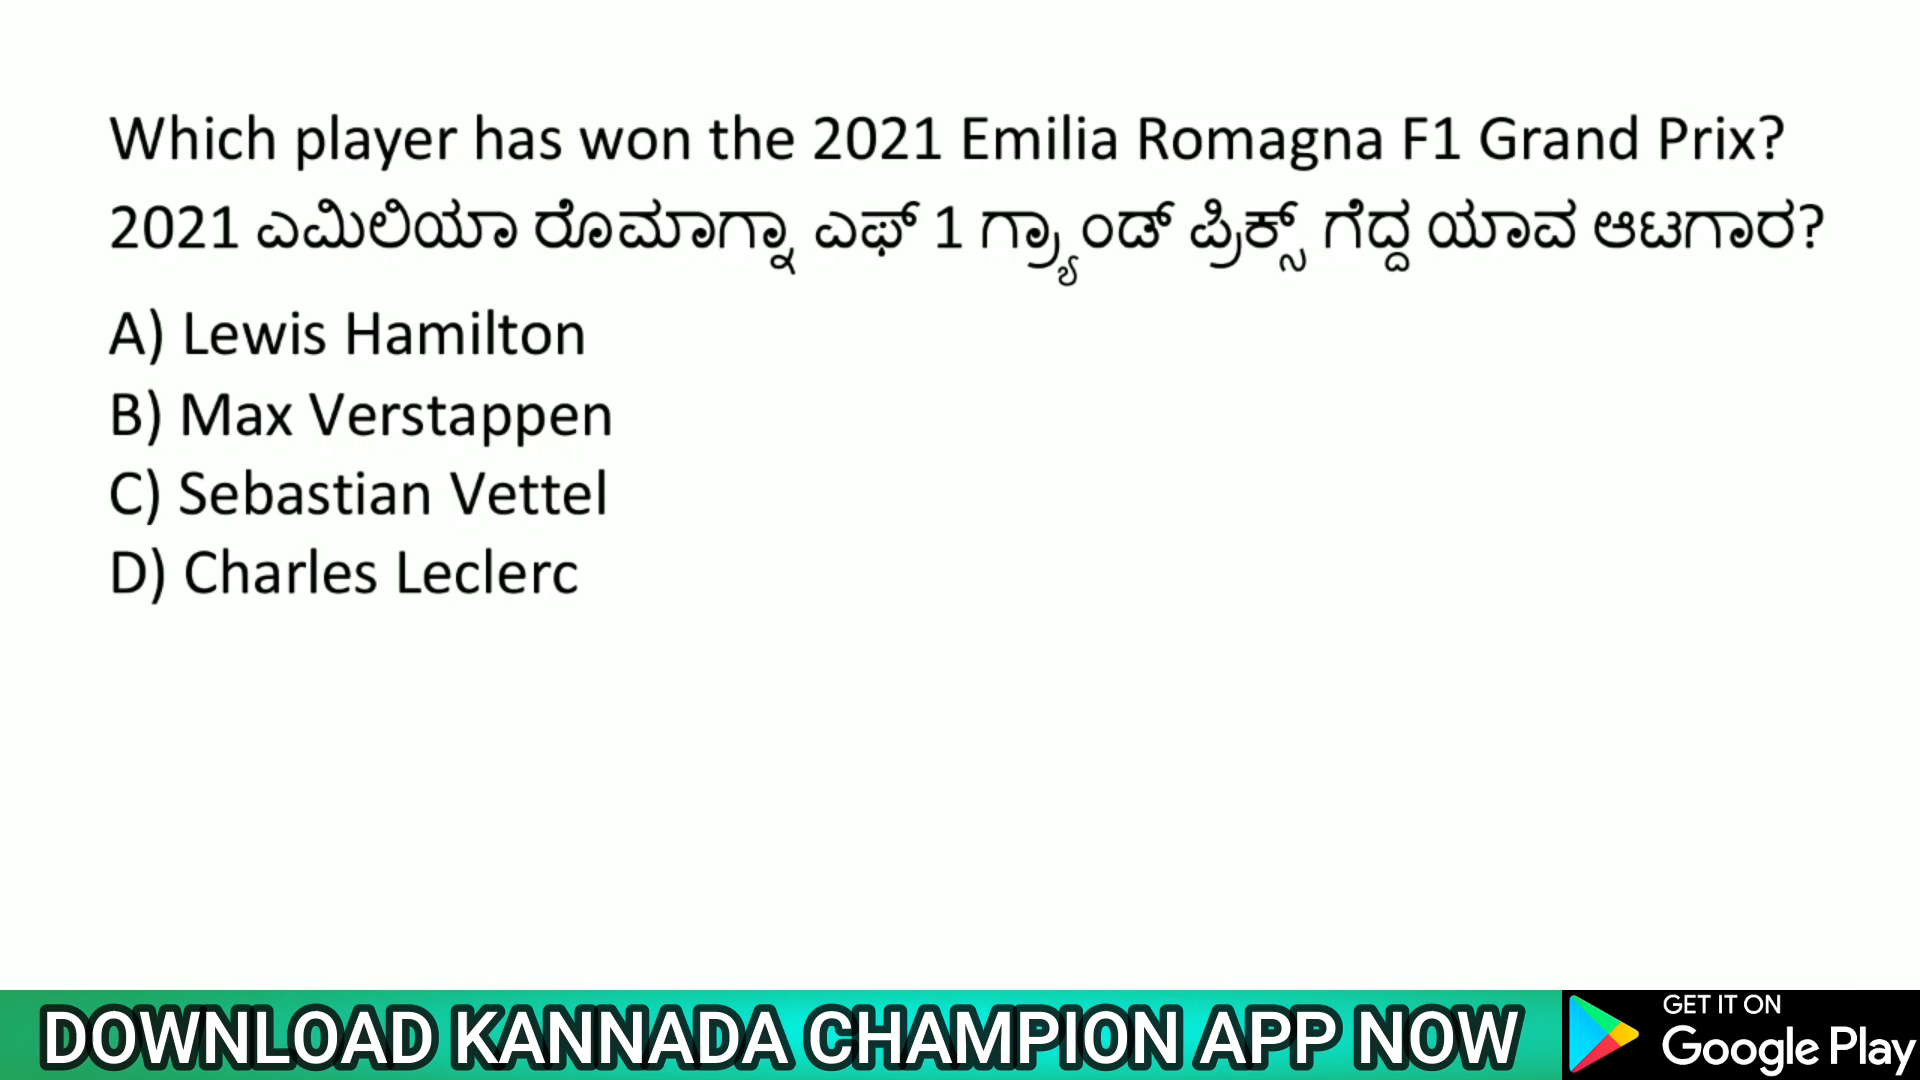 Which player has won the 2021 Emilia Romagna F1 Grand Prix?
2021 ಎಮಿಲಿಯಾ ರೊಮಾಗ್ನಾ ಎಫ್ 1 ಗ್ರ್ಯಾಂಡ್ ಪ್ರಿಕ್ಸ್ ಗೆದ್ದ ಯಾವ ಆಟಗಾರ?
A) Lewis Hamilton
B) Max Verstappen
C) Sebastian Vettel
D) Charles Leclerc
DOWNLOAD KANNADA CHAMPION APP NOW
GET IT ON
Google Play